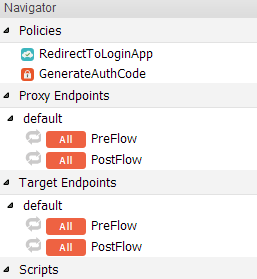 Navigator
Policies
RedirectToLoginApp
GenerateAuthCode
Proxy Endpoints
default
All PreFlow
All PostFlow
Target Endpoints
default
All PreFlow
All PostFlow
Scripts